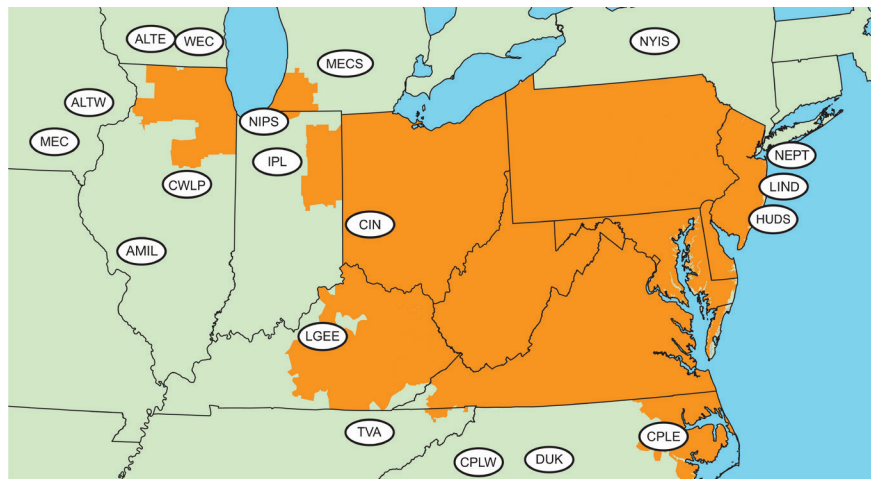 ALTE
WEC
NYIS
MECS
ALTW
NIPS
MEC
IPL
NEPT
CWLP
LIND
CIN
HUDS
AMIL
LGEE
TVA
CPLE
CPLW
DUK